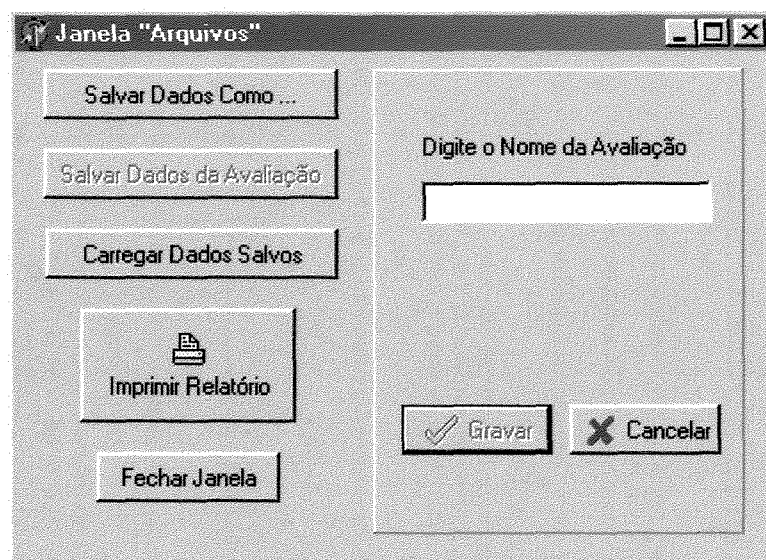 Janela "Arquivos"
Salvar Dados Como ...
Salvar Dados da Avaliação
Carregar Dados Salvos
Imprimir Relatório
Fechar Janela
Digite o Nome da Avaliação
Gravar
Cancelar